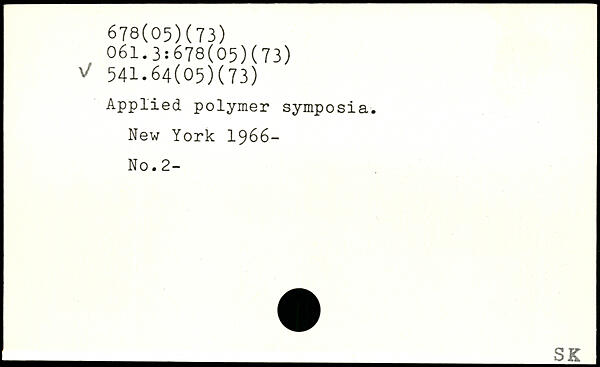 678(05)(73)
061.3:678(05)(73)
√ 541.64(05)(73)
Applied polymer symposia.
New York 1966-
No.2-
SK